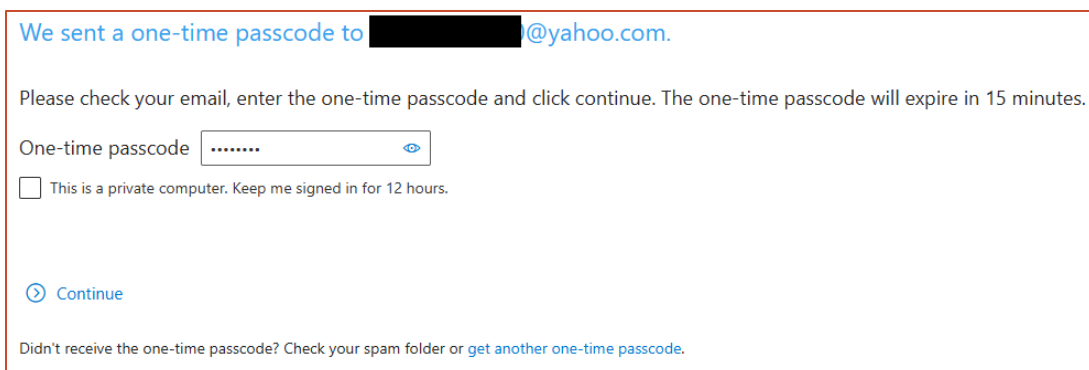 We sent a one-time passcode to @yahoo.com.
Please check your email, enter the one-time passcode and click continue. The one-time passcode will expire in 15 minutes.
One-time passcode ••••••••
This is a private computer. Keep me signed in for 12 hours.
Continue
Didn't receive the one-time passcode? Check your spam folder or get another one-time passcode.